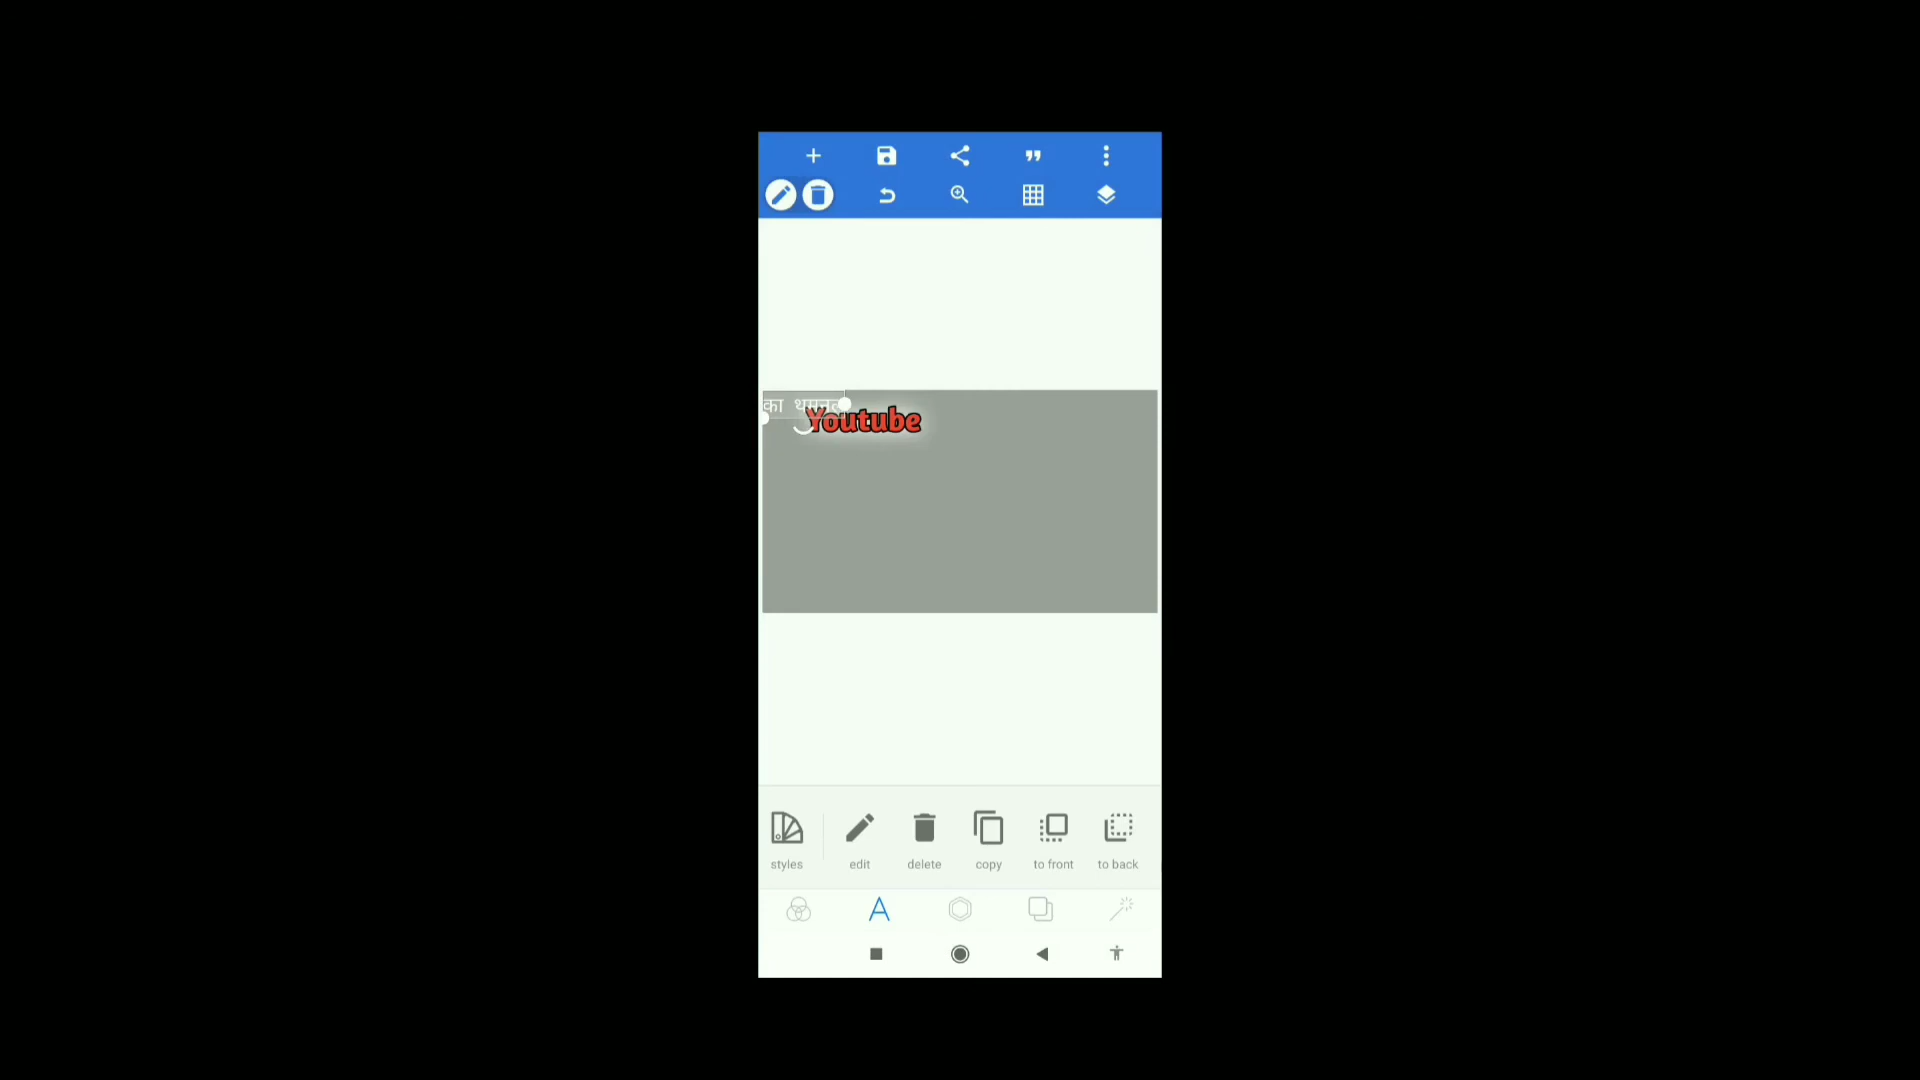 का
Youtube
styles
edit
delete
copy
to front
to back